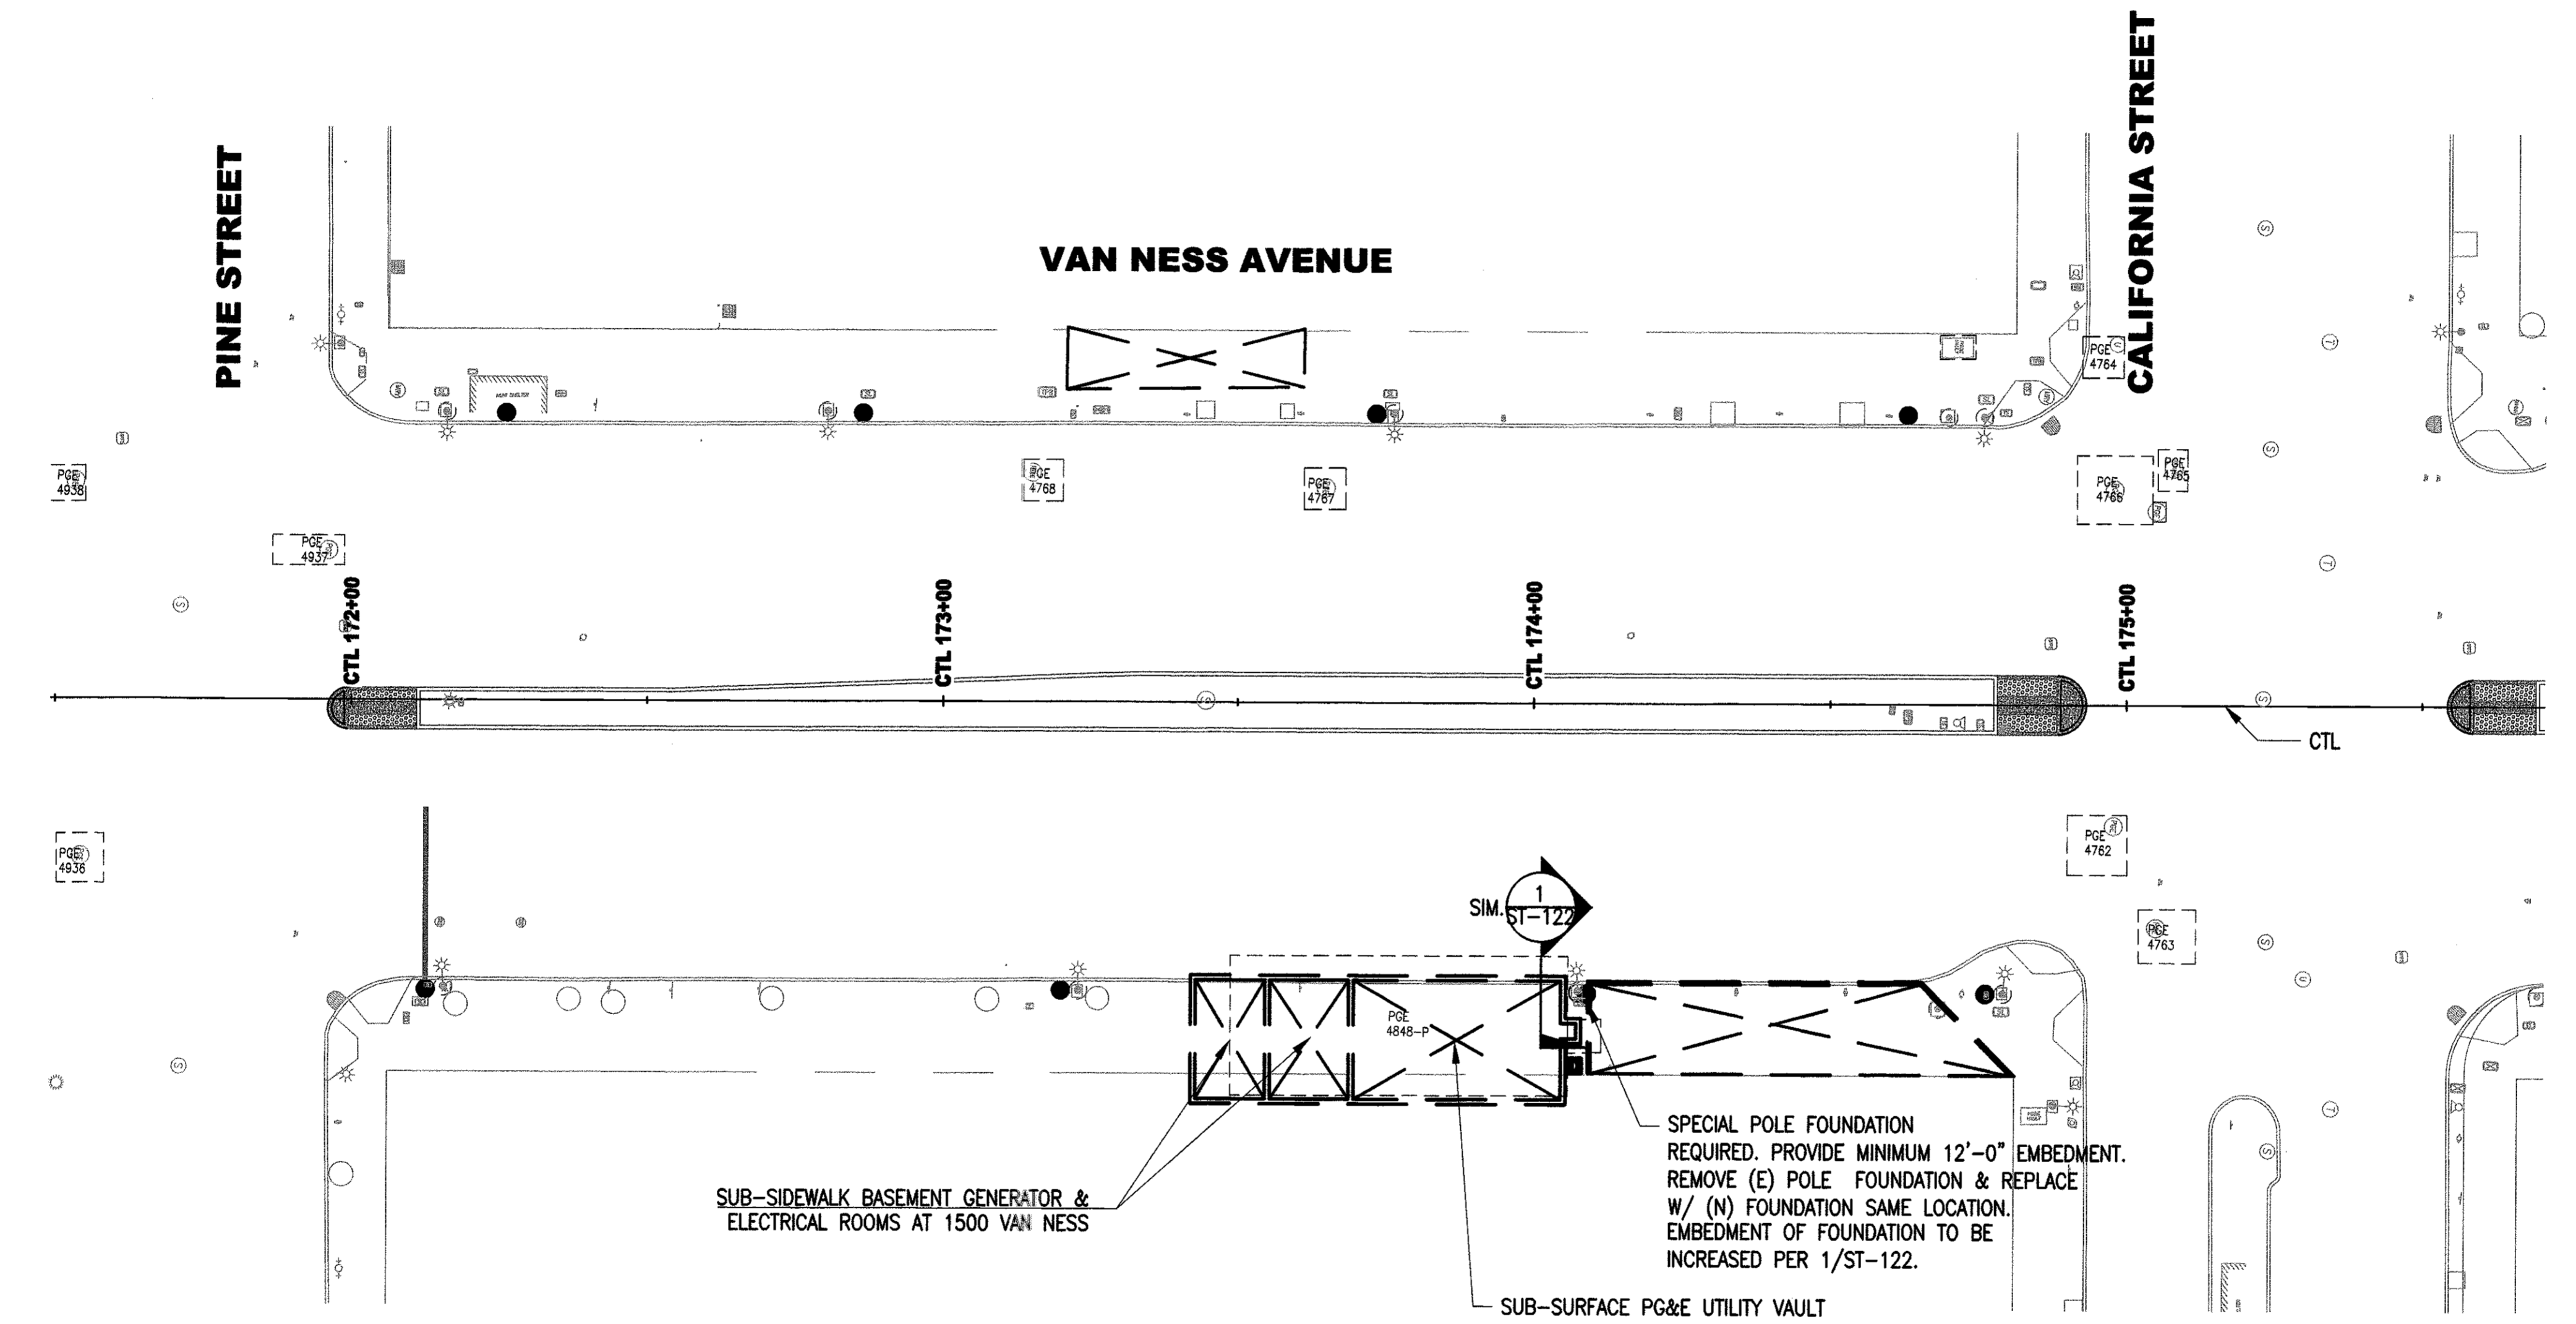 PINE STREET
VAN NESS AVENUE
CALIFORNIA STREET
PGE
4764
PGE
4938
PGE
4768
PGE
4767
PGE
4766
PGE
4765
PGE
4937
CTL 172+00
CTL 173+00
CTL 174+00
CTL 175+00
CTL
PGE
4936
PGE
4762
PGE
4763
SIM.
1
ST-122
PGE
4848-P
SPECIAL POLE FOUNDATION
REQUIRED. PROVIDE MINIMUM 12'-0" EMBEDMENT.
REMOVE (E) POLE FOUNDATION & REPLACE
W/ (N) FOUNDATION SAME LOCATION.
EMBEDMENT OF FOUNDATION TO BE
INCREASED PER 1/ST-122.
SUB-SIDEWALK BASEMENT GENERATOR &
ELECTRICAL ROOMS AT 1500 VAN NESS
SUB-SURFACE PG&E UTILITY VAULT